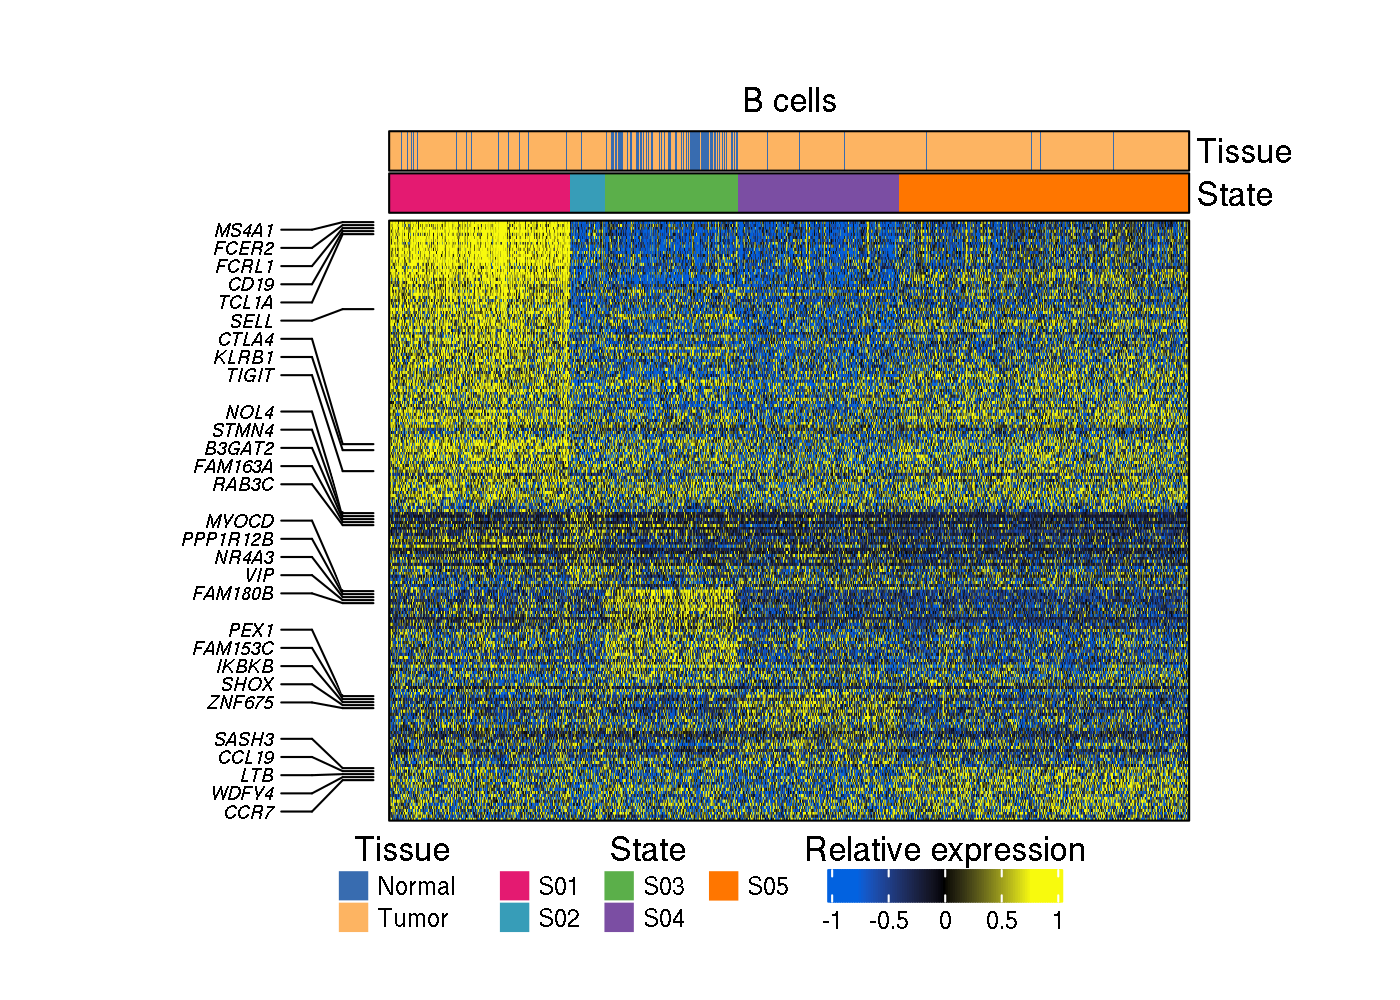 B cells
Tissue
State
MS4A1
FCER2
FCRL1
CD19
TCL1A
SELL
CTLA4
KLRB1
TIGIT
NOL4
STMN4
B3GAT2
FAM163A
RAB3C
MYOCD
PPP1R12B
NR4A3
VIP
FAM180B
PEX1
FAM153C
IKBKB
SHOX
ZNF675
SASH3
CCL19
LTB
WDFY4
CCR7
Tissue State Relative expression
Normal S01 S03 S05
Tumor S02 S04
-1 -0.5 0 0.5 1